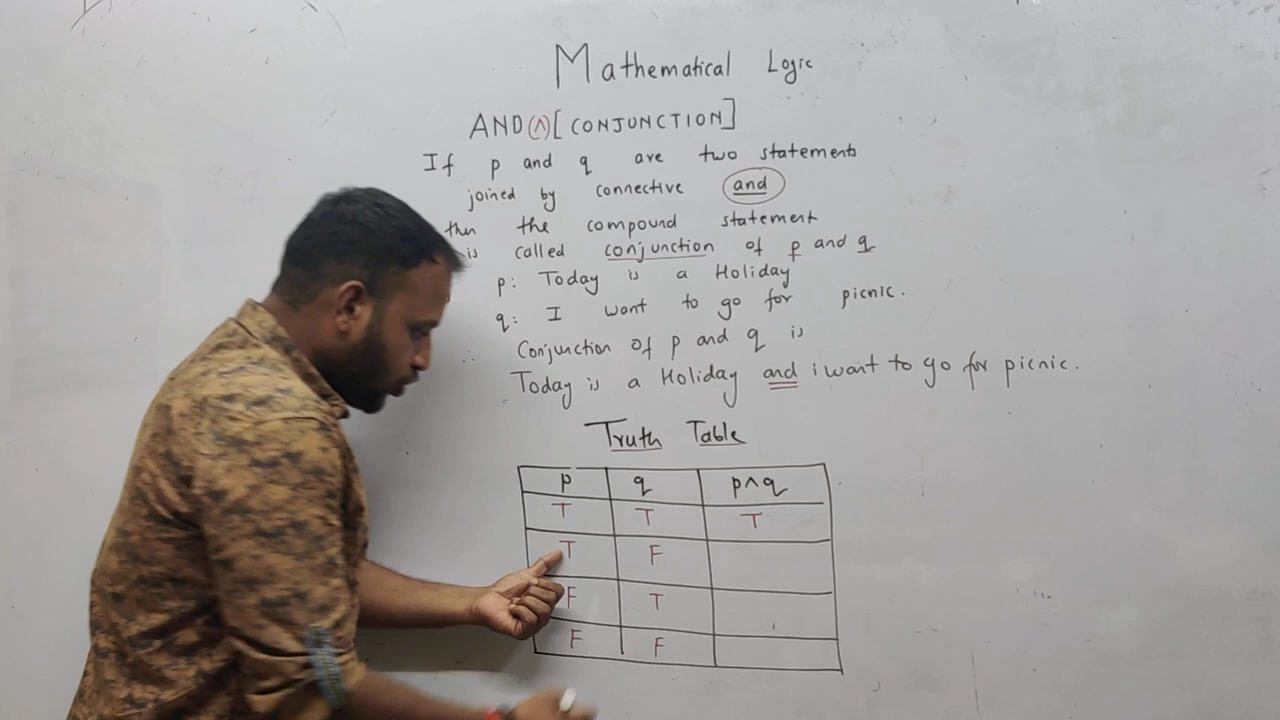 Mathematical Logic
AND (∧) [CONJUNCTION]
If p and q are two statements
joined by connective and
then the compound statement
is called conjunction of p and q
p: Today is a Holiday
q: I want to go for picnic.
∴ Conjunction of p and q is
Today is a Holiday and i want to go for picnic.
Truth Table
p q p∧q
T T T
T F
F T
F F